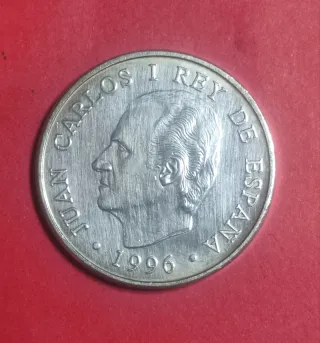 JUAN CARLOS I REY DE ESPAÑA
· 1996 ·